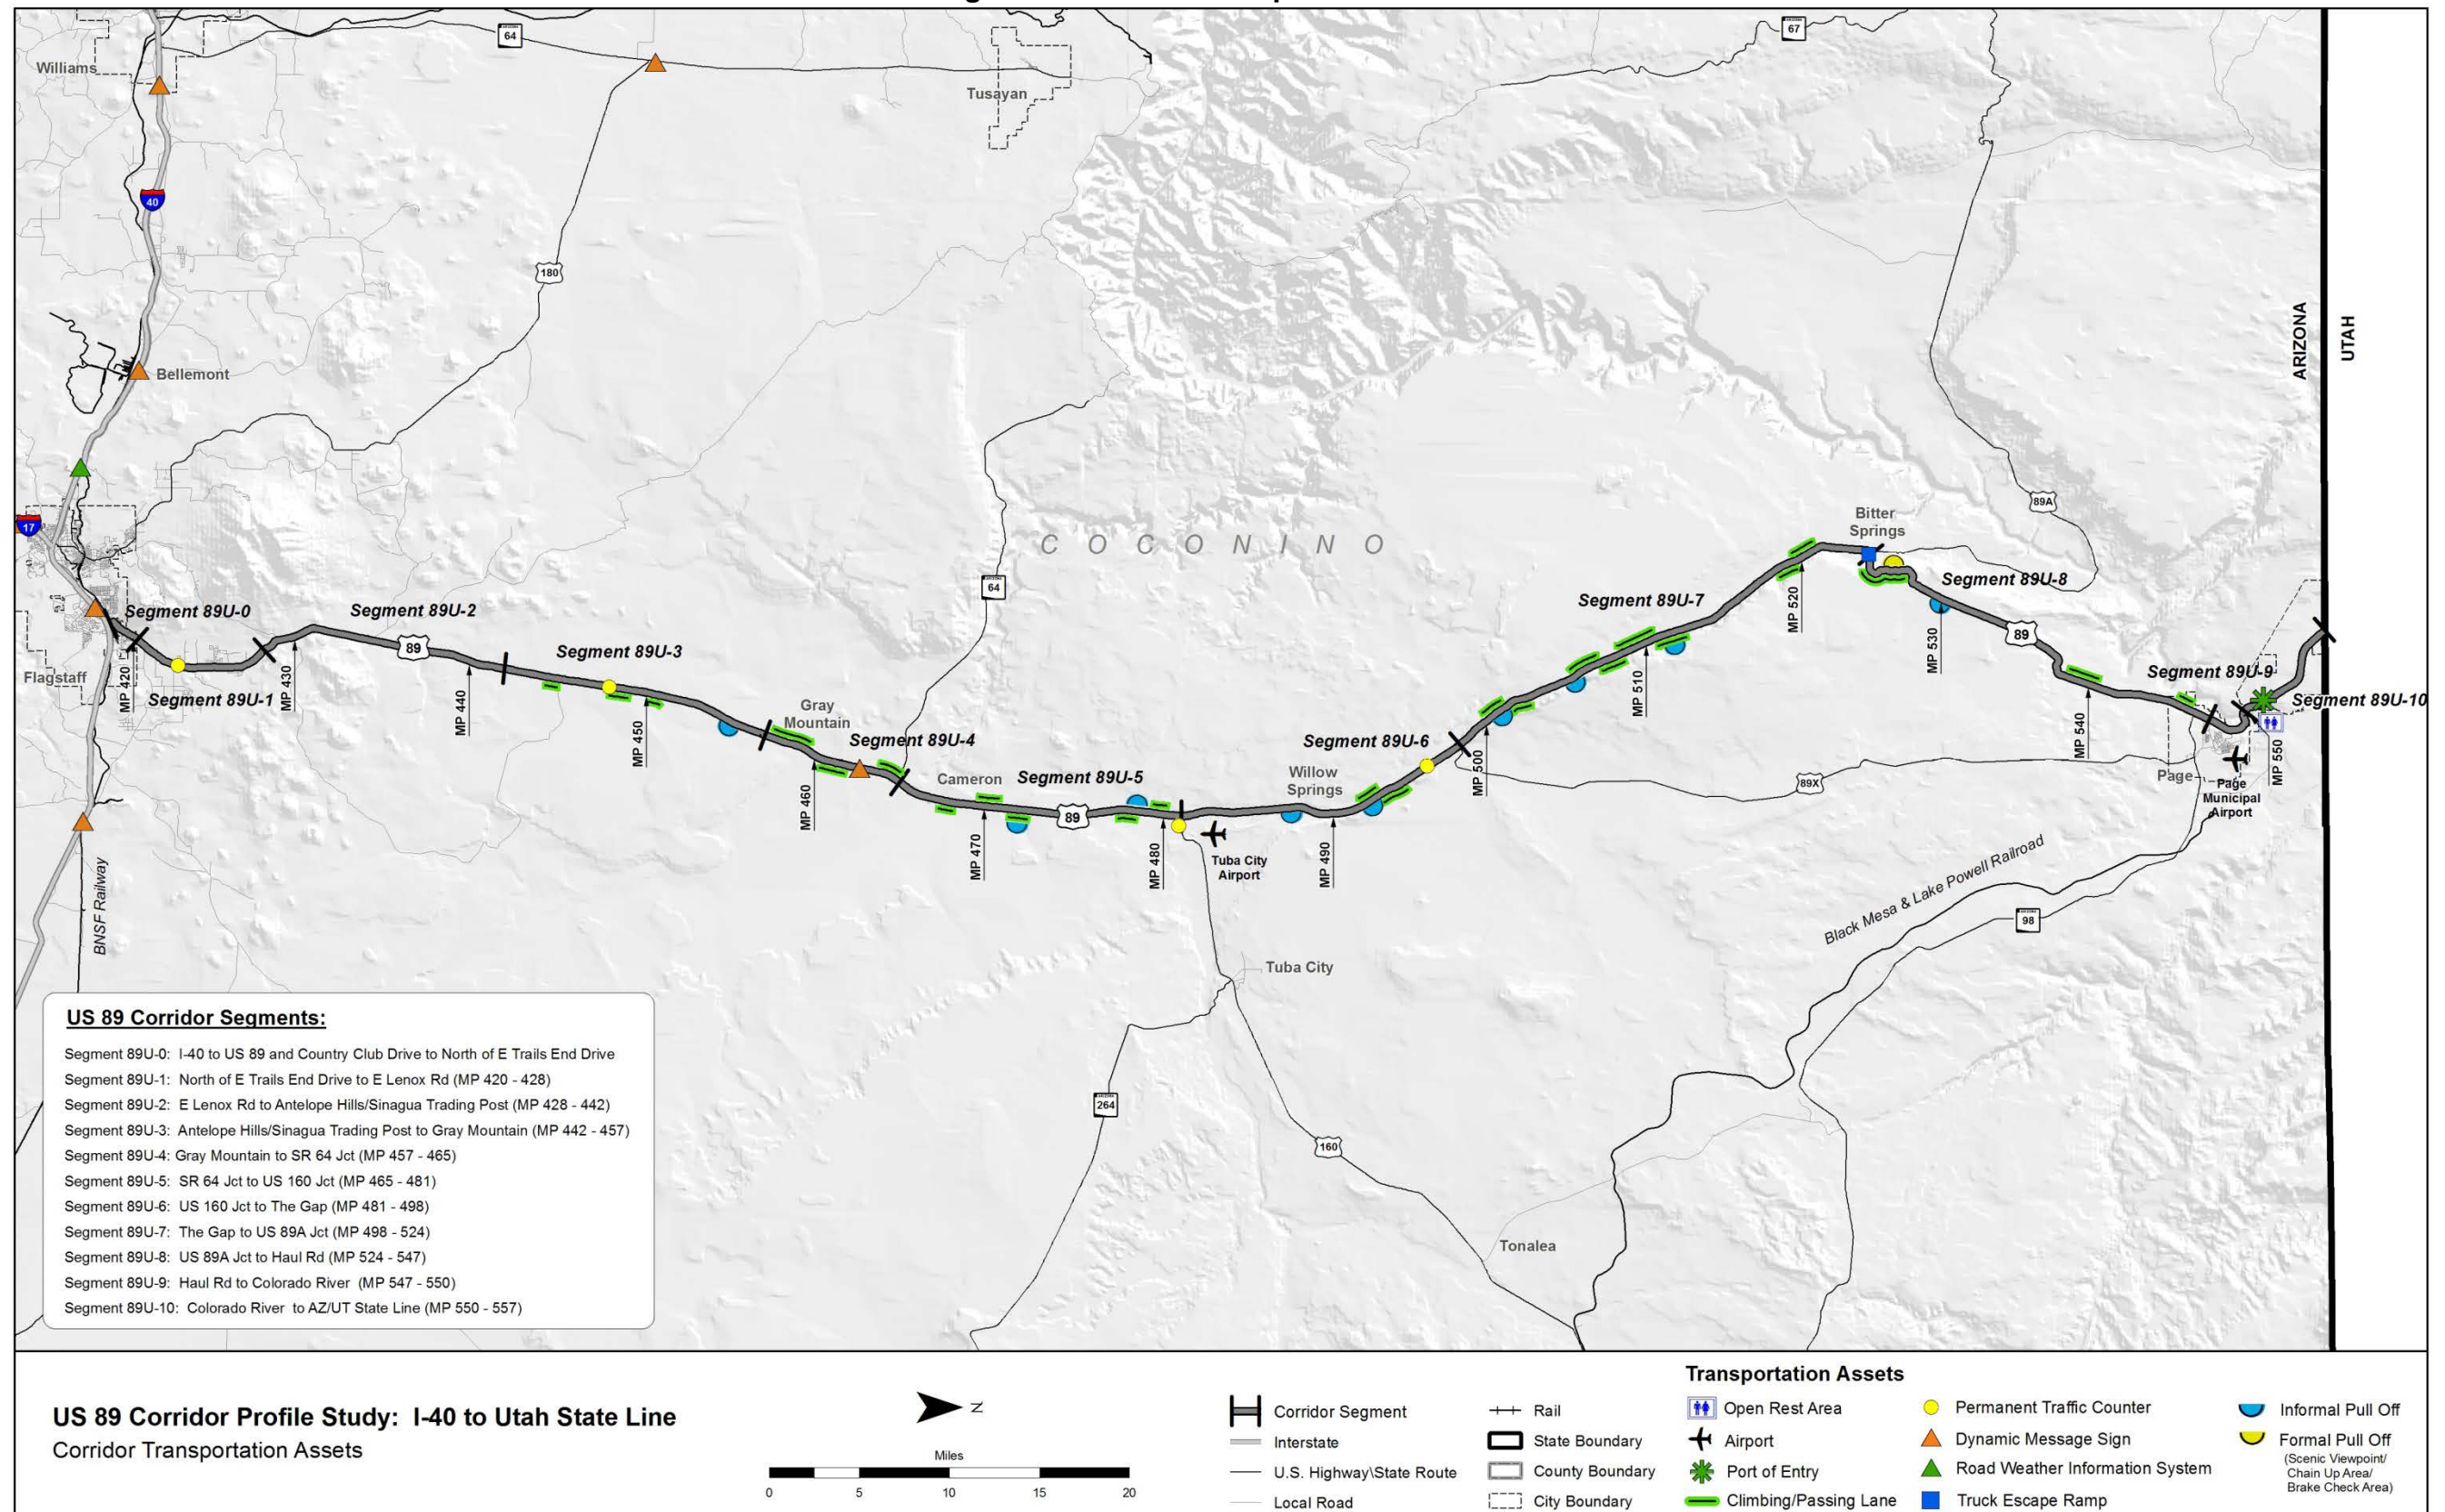 64
67
Williams
Tusayan
40
180
ARIZONA
UTAH
Bellemont
89A
17
Bitter
Springs
C O C O N I N O
64
Segment 89U-8
Segment 89U-0
Segment 89U-2
Segment 89U-7
MP 520
MP 530
89
89
Segment 89U-3
Flagstaff
MP 420
Segment 89U-1
MP 430
MP 440
MP 450
Gray
Mountain
Segment 89U-4
MP 510
Segment 89U-9
Segment 89U-10
MP 460
Cameron
Segment 89U-5
Segment 89U-6
MP 500
Willow
Springs
89X
MP 540
Page
Page
Municipal
Airport
MP 550
MP 470
89
MP 480
Tuba City
Airport
MP 490
BNSF Railway
Black Mesa & Lake Powell Railroad
98
Tuba City
264
160
Tonalea
US 89 Corridor Segments:
Segment 89U-0: I-40 to US 89 and Country Club Drive to North of E Trails End Drive
Segment 89U-1: North of E Trails End Drive to E Lenox Rd (MP 420 - 428)
Segment 89U-2: E Lenox Rd to Antelope Hills/Sinagua Trading Post (MP 428 - 442)
Segment 89U-3: Antelope Hills/Sinagua Trading Post to Gray Mountain (MP 442 - 457)
Segment 89U-4: Gray Mountain to SR 64 Jct (MP 457 - 465)
Segment 89U-5: SR 64 Jct to US 160 Jct (MP 465 - 481)
Segment 89U-6: US 160 Jct to The Gap (MP 481 - 498)
Segment 89U-7: The Gap to US 89A Jct (MP 498 - 524)
Segment 89U-8: US 89A Jct to Haul Rd (MP 524 - 547)
Segment 89U-9: Haul Rd to Colorado River (MP 547 - 550)
Segment 89U-10: Colorado River to AZ/UT State Line (MP 550 - 557)
US 89 Corridor Profile Study: I-40 to Utah State Line
Corridor Transportation Assets
N
Miles
0 5 10 15 20
Corridor Segment
Interstate
U.S. Highway\State Route
Local Road
Rail
State Boundary
County Boundary
City Boundary
Transportation Assets
Open Rest Area
Airport
Port of Entry
Climbing/Passing Lane
Permanent Traffic Counter
Dynamic Message Sign
Road Weather Information System
Truck Escape Ramp
Informal Pull Off
Formal Pull Off
(Scenic Viewpoint/
Chain Up Area/
Brake Check Area)